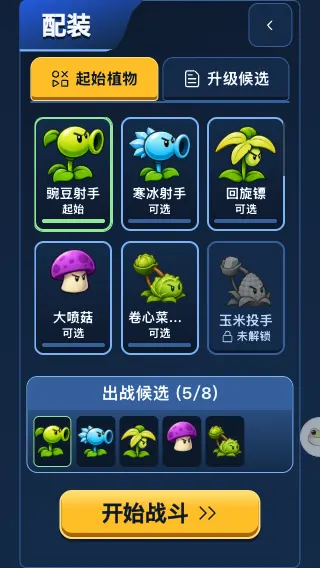 配装
起始植物
升级候选
豌豆射手
起始
寒冰射手
可选
回旋镖
可选
大喷菇
可选
卷心菜...
可选
玉米投手
未解锁
出战候选 (5/8)
开始战斗 >>